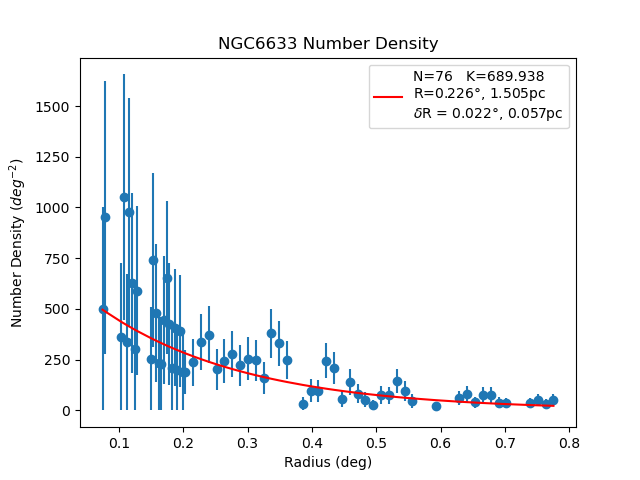 NGC6633 Number Density
N=76 K=689.938
R=0.226°, 1.505pc
δR = 0.022°, 0.057pc
Number Density (deg⁻²)
1500
1250
1000
750
500
250
0
0.1 0.2 0.3 0.4 0.5 0.6 0.7 0.8
Radius (deg)